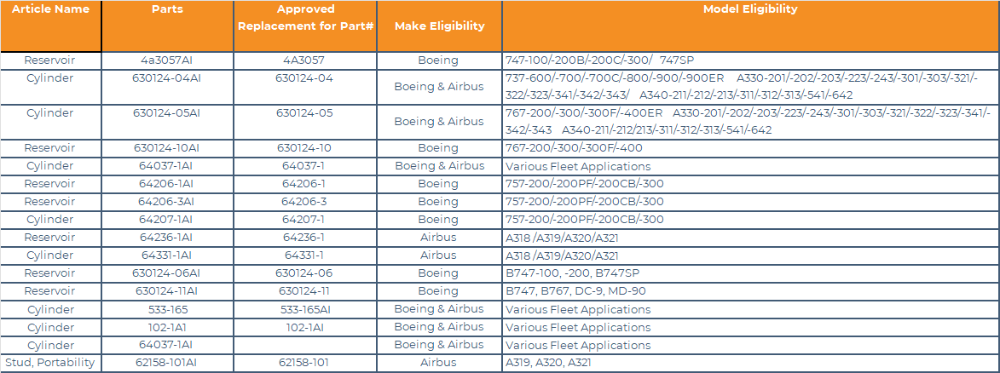 Article Name Parts Approved Replacement for Part# Make Eligibility Model Eligibility
Reservoir 4a3057AI 4A3057 Boeing 747-100/-200B/-200C/-300/ 747SP
Cylinder 630124-04AI 630124-04 Boeing & Airbus 737-600/-700/-700C/-800/-900/-900ER A330-201/-202/-203/-223/-243/-301/-303/-321/-
322/-323/-341/-342/-343/ A340-211/-212/-213/-311/-312/-313/-541/-642
Cylinder 630124-05AI 630124-05 Boeing & Airbus 767-200/-300/-300F/-400ER A330-201/-202/-203/-223/-243/-301/-303/-321/-322/-323/-341/-
342/-343 A340-211/-212/213/-311/-312/-313/-541/-642
Reservoir 630124-10AI 630124-10 Boeing 767-200/-300/-300F/-400
Cylinder 64037-1AI 64037-1 Boeing & Airbus Various Fleet Applications
Reservoir 64206-1AI 64206-1 Boeing 757-200/-200PF/-200CB/-300
Reservoir 64206-3AI 64206-3 Boeing 757-200/-200PF/-200CB/-300
Cylinder 64207-1AI 64207-1 Boeing 757-200/-200PF/-200CB/-300
Reservoir 64236-1AI 64236-1 Airbus A318 /A319/A320/A321
Cylinder 64331-1AI 64331-1 Airbus A318 /A319/A320/A321
Reservoir 630124-06AI 630124-06 Boeing B747-100, -200, B747SP
Reservoir 630124-11AI 630124-11 Boeing B747, B767, DC-9, MD-90
Cylinder 533-165 533-165AI Boeing & Airbus Various Fleet Applications
Cylinder 102-1A1 102-1AI Boeing & Airbus Various Fleet Applications
Cylinder 64037-1AI Boeing & Airbus Various Fleet Applications
Stud, Portability 62158-101AI 62158-101 Airbus A319, A320, A321